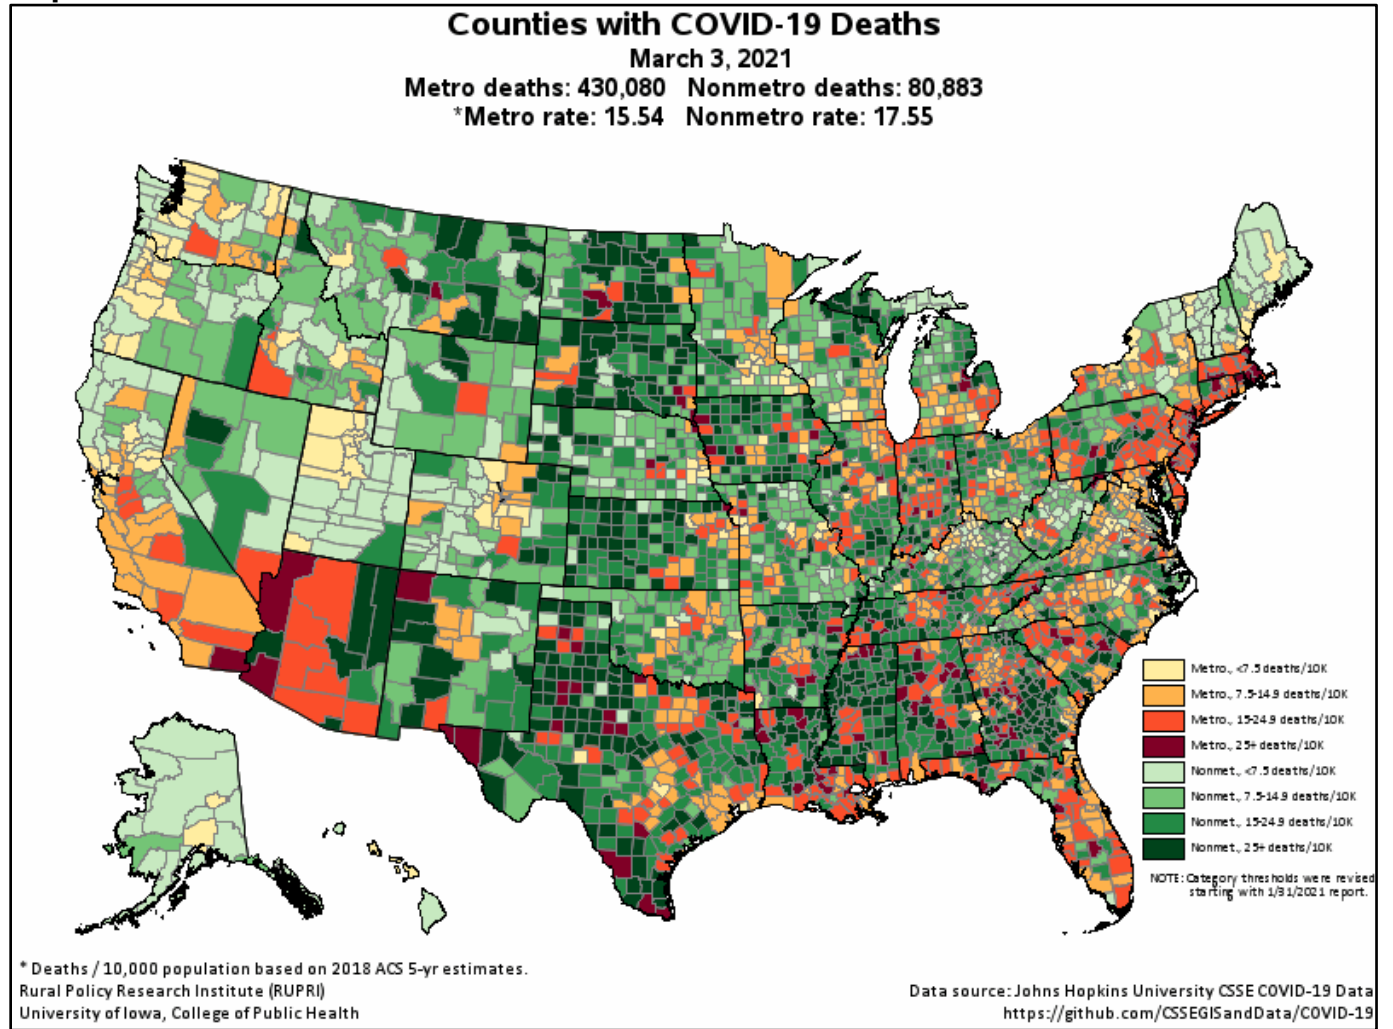 Counties with COVID-19 Deaths
March 3, 2021
Metro deaths: 430,080 Nonmetro deaths: 80,883
*Metro rate: 15.54 Nonmetro rate: 17.55
Metro., <7.5 deaths/10K
Metro., 7.5-14.9 deaths/10K
Metro., 15-24.9 deaths/10K
Metro., 25+ deaths/10K
Nonmet., <7.5 deaths/10K
Nonmet., 7.5-14.9 deaths/10K
Nonmet., 15-24.9 deaths/10K
Nonmet., 25+ deaths/10K
NOTE: Category thresholds were revised
starting with 1/31/2021 report.
* Deaths / 10,000 population based on 2018 ACS 5-yr estimates.
Rural Policy Research Institute (RUPRI)
University of Iowa, College of Public Health
Data source: Johns Hopkins University CSSE COVID-19 Data
https://github.com/CSSEGISandData/COVID-19